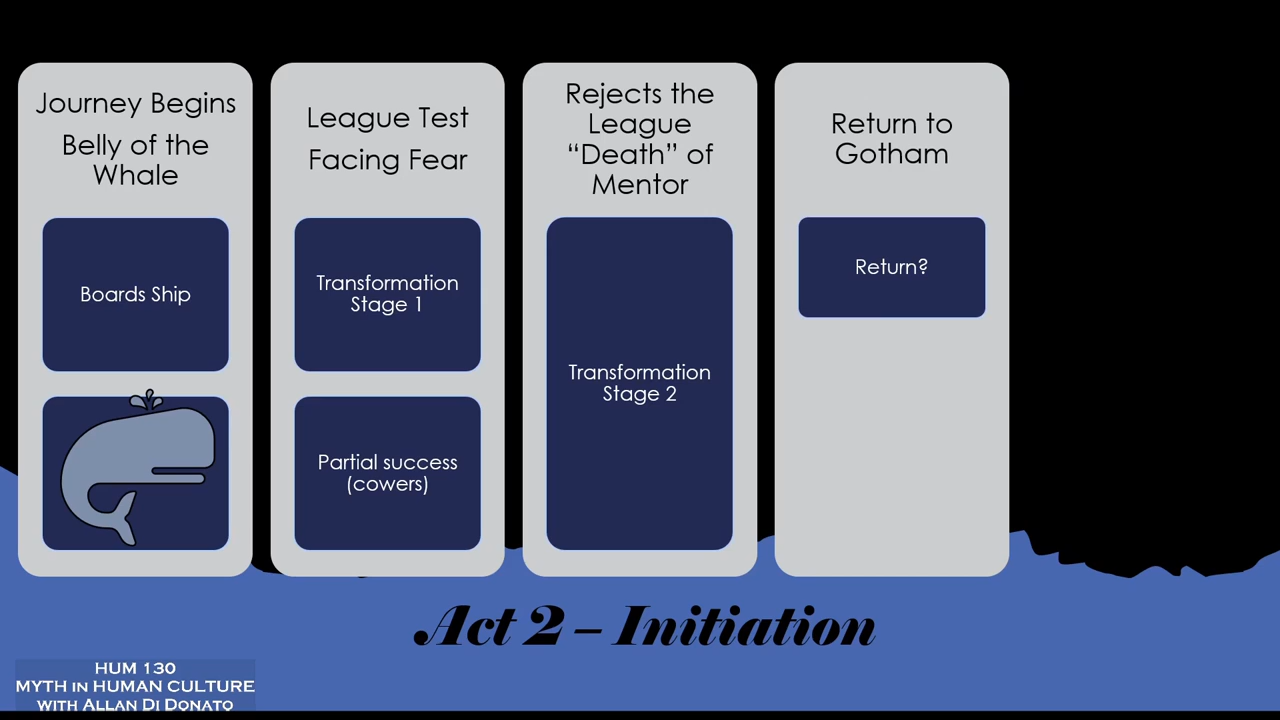 Journey Begins
Belly of the
Whale
Boards Ship
League Test
Facing Fear
Transformation
Stage 1
Partial success
(cowers)
Rejects the
League
“Death” of
Mentor
Transformation
Stage 2
Return to
Gotham
Return?
Act 2 – Initiation
HUM 130
MYTH IN HUMAN CULTURE
WITH ALLAN DI DONATO